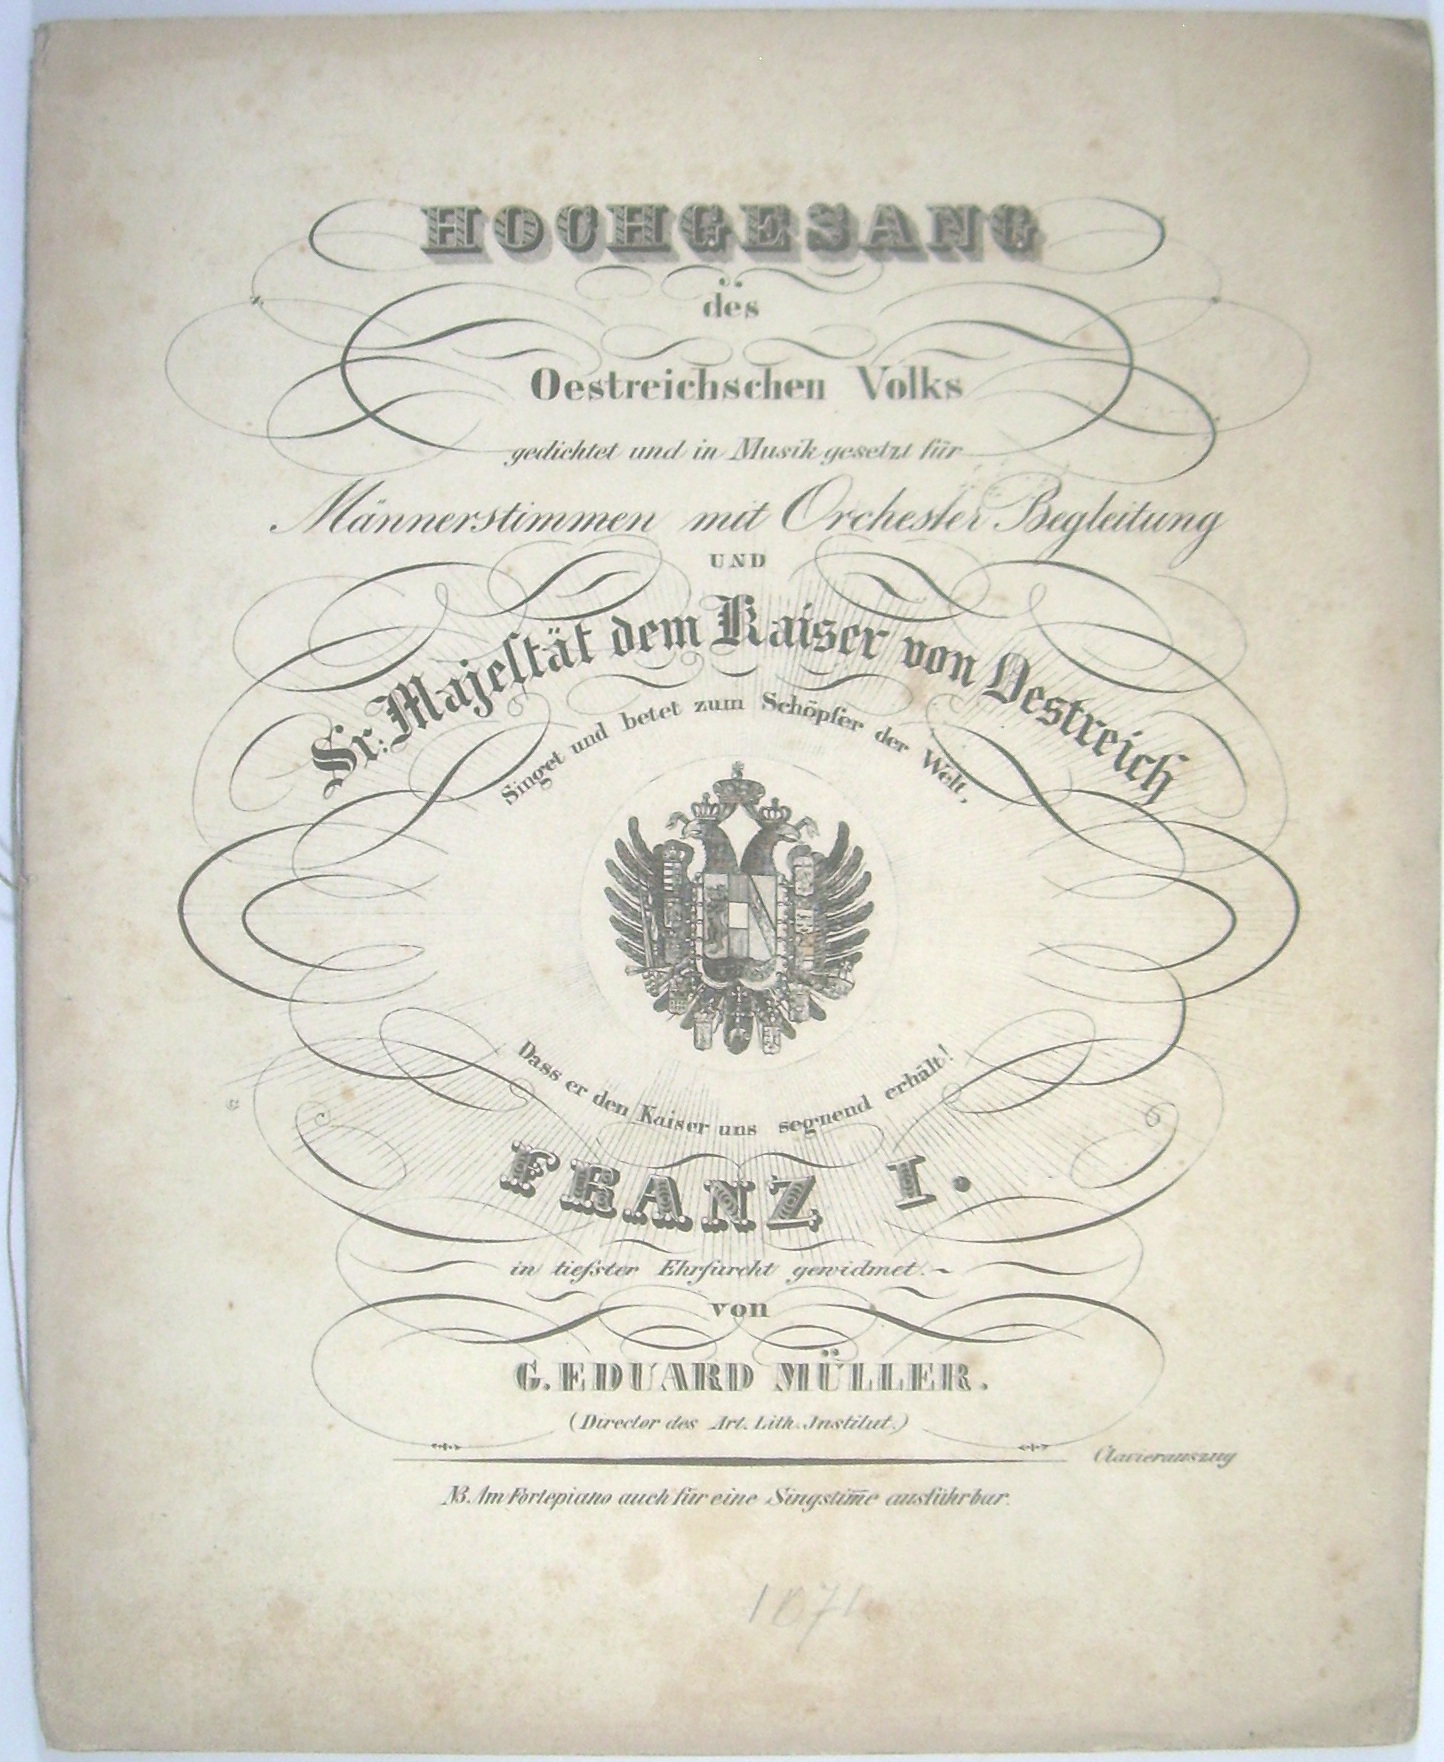 HOCHGESANG
des
Oestreichschen Volks
gedichtet und in Musik gesetzt für
Männerstimmen mit Orchester Begleitung
UND
Sr: Majeſtät dem Kaiser von Oestreich
Singet und betet zum Schöpfer der Welt,
Dass er den Kaiser uns segnend erhält!
FRANZ I.
in tiefster Ehrfurcht gewidmet.~
von
G. EDUARD MÜLLER.
(Director des Art. Lith. Institut.)
Clavierauszug
NB. Am Fortepiano auch für eine Singstim̅e ausführbar.